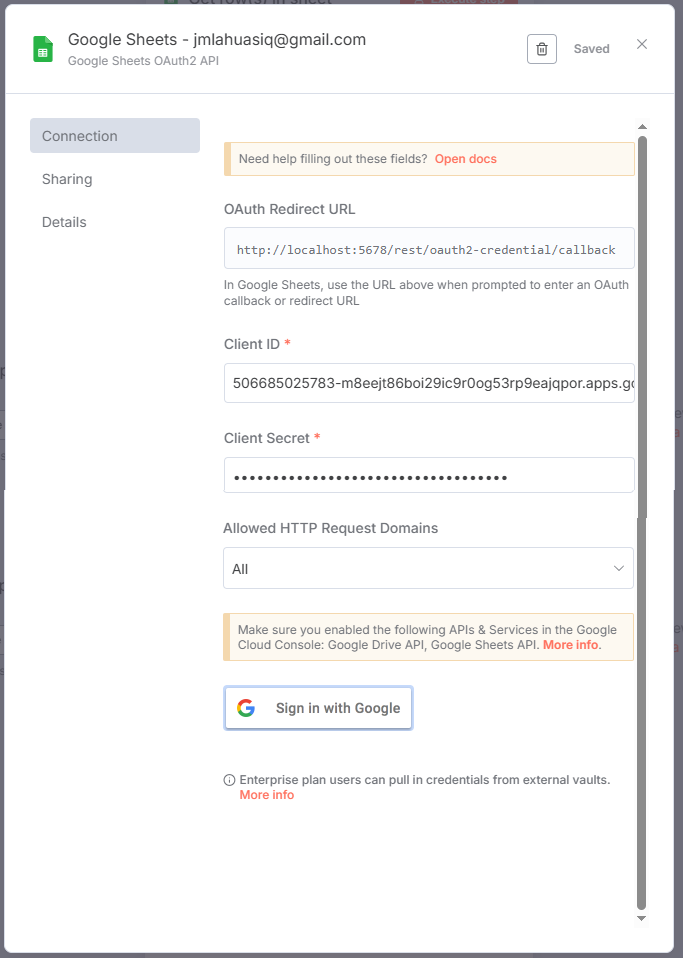 Google Sheets - jmlahuasiq@gmail.com
Google Sheets OAuth2 API
Saved
Connection
Sharing
Details
Need help filling out these fields? Open docs
OAuth Redirect URL
http://localhost:5678/rest/oauth2-credential/callback
In Google Sheets, use the URL above when prompted to enter an OAuth
callback or redirect URL
Client ID *
506685025783-m8eejt86boi29ic9r0og53rp9eajqpor.apps.go
Client Secret *
••••••••••••••••••••••••••••••••••••
Allowed HTTP Request Domains
All
Make sure you enabled the following APIs & Services in the Google
Cloud Console: Google Drive API, Google Sheets API. More info.
Sign in with Google
Enterprise plan users can pull in credentials from external vaults.
More info